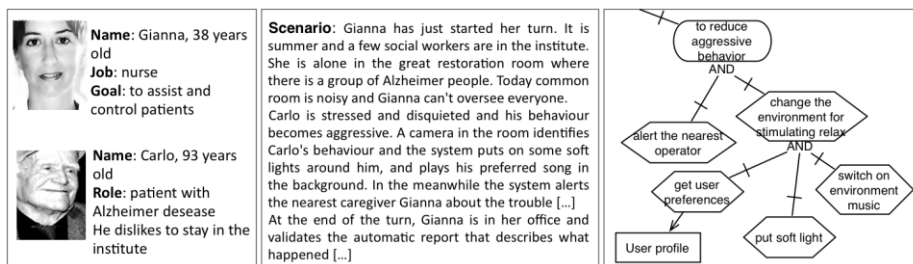 Name: Gianna, 38 years
old
Job: nurse
Goal: to assist and
control patients
Name: Carlo, 93 years
old
Role: patient with
Alzheimer desease
He dislikes to stay in the
institute
Scenario: Gianna has just started her turn. It is
summer and a few social workers are in the institute.
She is alone in the great restoration room where
there is a group of Alzheimer people. Today common
room is noisy and Gianna can't oversee everyone.
Carlo is stressed and disquieted and his behaviour
becomes aggressive. A camera in the room identifies
Carlo's behaviour and the system puts on some soft
lights around him, and plays his preferred song in
the background. In the meanwhile the system alerts
the nearest caregiver Gianna about the trouble [...]
At the end of the turn, Gianna is in her office and
validates the automatic report that describes what
happened [...]
to reduce
aggressive
behavior
AND
change the
environment for
stimulating relax
alert the nearest
operator
AND
get user
preferences
switch on
environment
music
put soft light
User profile